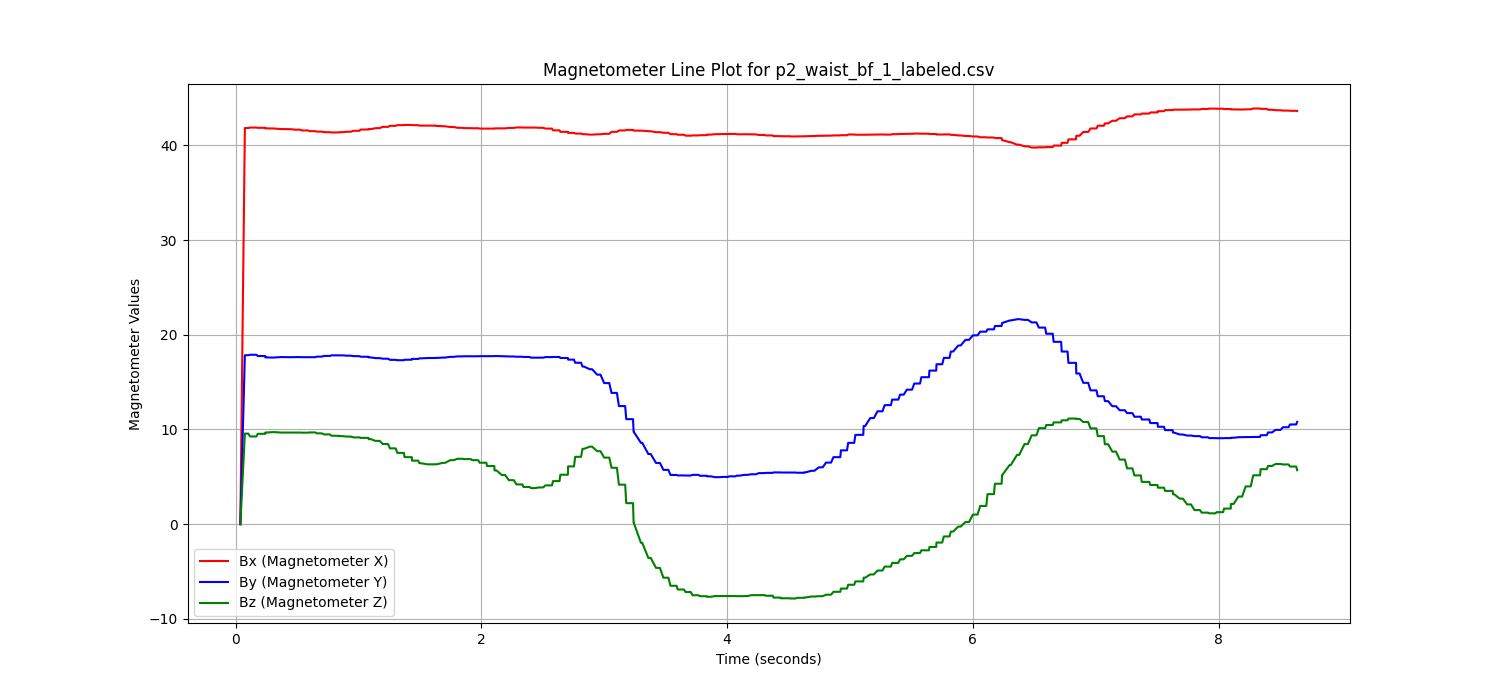 Magnetometer Line Plot for p2_waist_bf_1_labeled.csv
Magnetometer Values
40
30
20
10
0
−10
Bx (Magnetometer X)
By (Magnetometer Y)
Bz (Magnetometer Z)
0 2 4 6 8
Time (seconds)